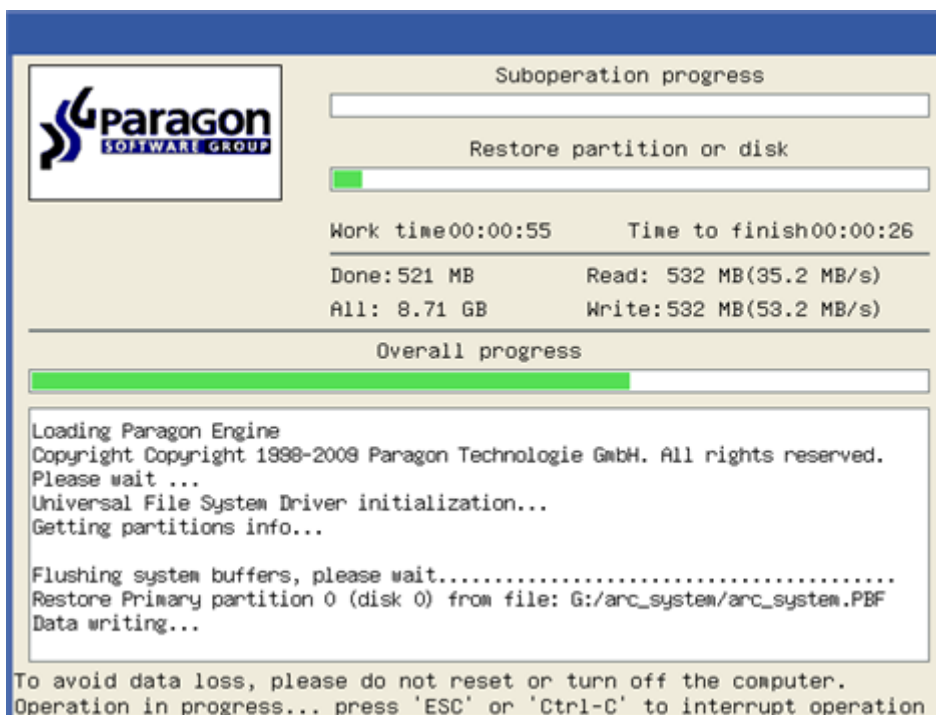 Paragon
SOFTWARE GROUP
Suboperation progress
Restore partition or disk
Work time00:00:55 Time to finish00:00:26
Done:521 MB Read: 532 MB(35.2 MB/s)
All: 8.71 GB Write:532 MB(53.2 MB/s)
Overall progress
Loading Paragon Engine
Copyright Copyright 1998-2009 Paragon Technologie GmbH. All rights reserved.
Please wait ...
Universal File System Driver initialization...
Getting partitions info...
Flushing system buffers, please wait.......................................
Restore Primary partition 0 (disk 0) from file: G:/arc_system/arc_system.PBF
Data writing...
To avoid data loss, please do not reset or turn off the computer.
Operation in progress... press 'ESC' or 'Ctrl-C' to interrupt operation